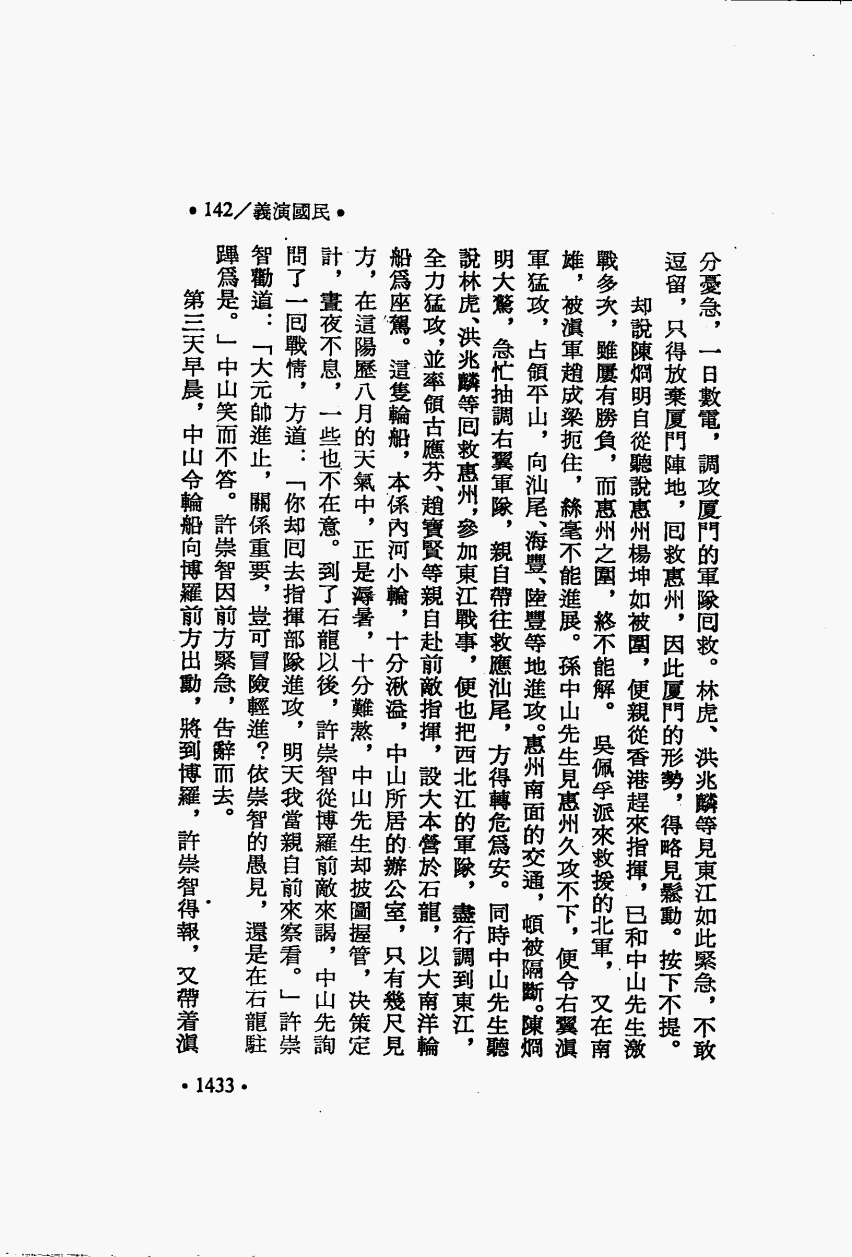 •142／義演國民•
分憂急，一日數電，調攻厦門的軍隊回救。林虎、洪兆麟等見東江如此緊急，不敢
逗留，只得放棄厦門陣地，囘救惠州，因此厦門的形勢，得略見鬆動。按下不提。
却說陳烱明自從聽說惠州楊坤如被圍，便親從香港趕來指揮，已和中山先生激
戰多次，雖屢有勝負，而惠州之圍，終不能解。吳佩孚派來救援的北軍，又在南
雄，被滇軍趙成梁扼住，絲毫不能進展。孫中山先生見惠州久攻不下，便令右翼滇
軍猛攻，占領平山，向汕尾、海豐、陸豐等地進攻。惠州南面的交通，頓被隔斷。陳烱
明大驚，急忙抽調右翼軍隊，親自帶往救應汕尾，方得轉危爲安。同時中山先生聽
說林虎、洪兆麟等回救惠州，參加東江戰事，便也把西北江的軍隊，盡行調到東江，
全力猛攻，並率領古應芬、趙寶賢等親自赴前敵指揮，設大本營於石龍，以大南洋輪
船爲座駕。這隻輪船，本係內河小輪，十分湫溢，中山所居的辦公室，只有幾尺見
方，在這陽歷八月的天氣中，正是溽暑，十分難熬，中山先生却披圖握管，决策定
計，晝夜不息，一些也不在意。到了石龍以後，許崇智從博羅前敵來謁，中山先詢
問了一囘戰情，方道：「你却囘去指揮部隊進攻，明天我當親自前來察看。」許崇
智勸道：「大元帥進止，關係重要，豈可冒險輕進？依崇智的愚見，還是在石龍駐
蹕爲是。」中山笑而不答。許崇智因前方緊急，告辭而去。
第三天早晨，中山令輪船向博羅前方出動，將到博羅，許崇智得報，又帶着滇
•1433•